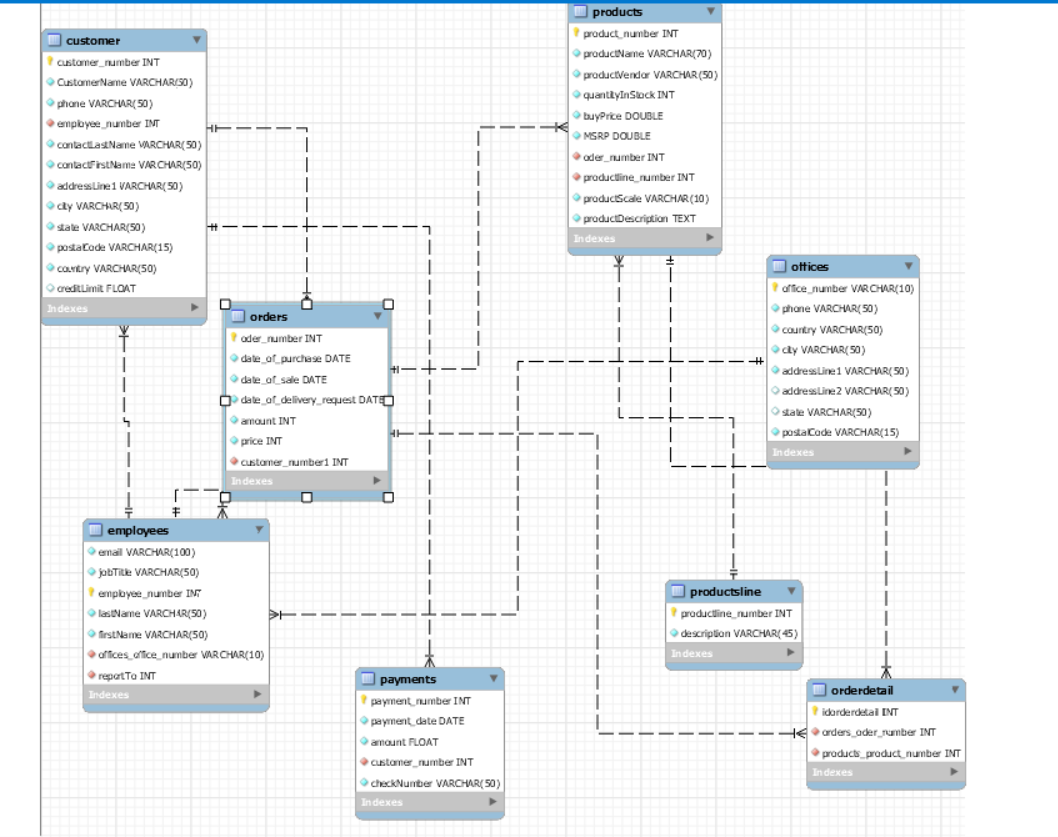 customer
customer_number INT
CustomerName VARCHAR(50)
phone VARCHAR(50)
employee_number INT
contactLastName VARCHAR(50)
contactFirstName VARCHAR(50)
addressLine1 VARCHAR(50)
city VARCHAR(50)
state VARCHAR(50)
postalCode VARCHAR(15)
country VARCHAR(50)
creditLimit FLOAT
Indexes
products
product_number INT
productName VARCHAR(70)
productVendor VARCHAR(50)
quantityInStock INT
buyPrice DOUBLE
MSRP DOUBLE
oder_number INT
productline_number INT
productScale VARCHAR(10)
productDescription TEXT
Indexes
offices
office_number VARCHAR(10)
phone VARCHAR(50)
country VARCHAR(50)
city VARCHAR(50)
addressLine1 VARCHAR(50)
addressLine2 VARCHAR(50)
state VARCHAR(50)
postalCode VARCHAR(15)
Indexes
orders
oder_number INT
date_of_purchase DATE
date_of_sale DATE
date_of_delivery_request DATE
amount INT
price INT
customer_number1 INT
Indexes
employees
email VARCHAR(100)
jobTitle VARCHAR(50)
employee_number INT
lastName VARCHAR(50)
firstName VARCHAR(50)
offices_office_number VARCHAR(10)
reportTo INT
Indexes
productsline
productline_number INT
description VARCHAR(45)
Indexes
payments
payment_number INT
payment_date DATE
amount FLOAT
customer_number INT
checkNumber VARCHAR(50)
Indexes
orderdetail
idorderdetail INT
orders_oder_number INT
products_product_number INT
Indexes